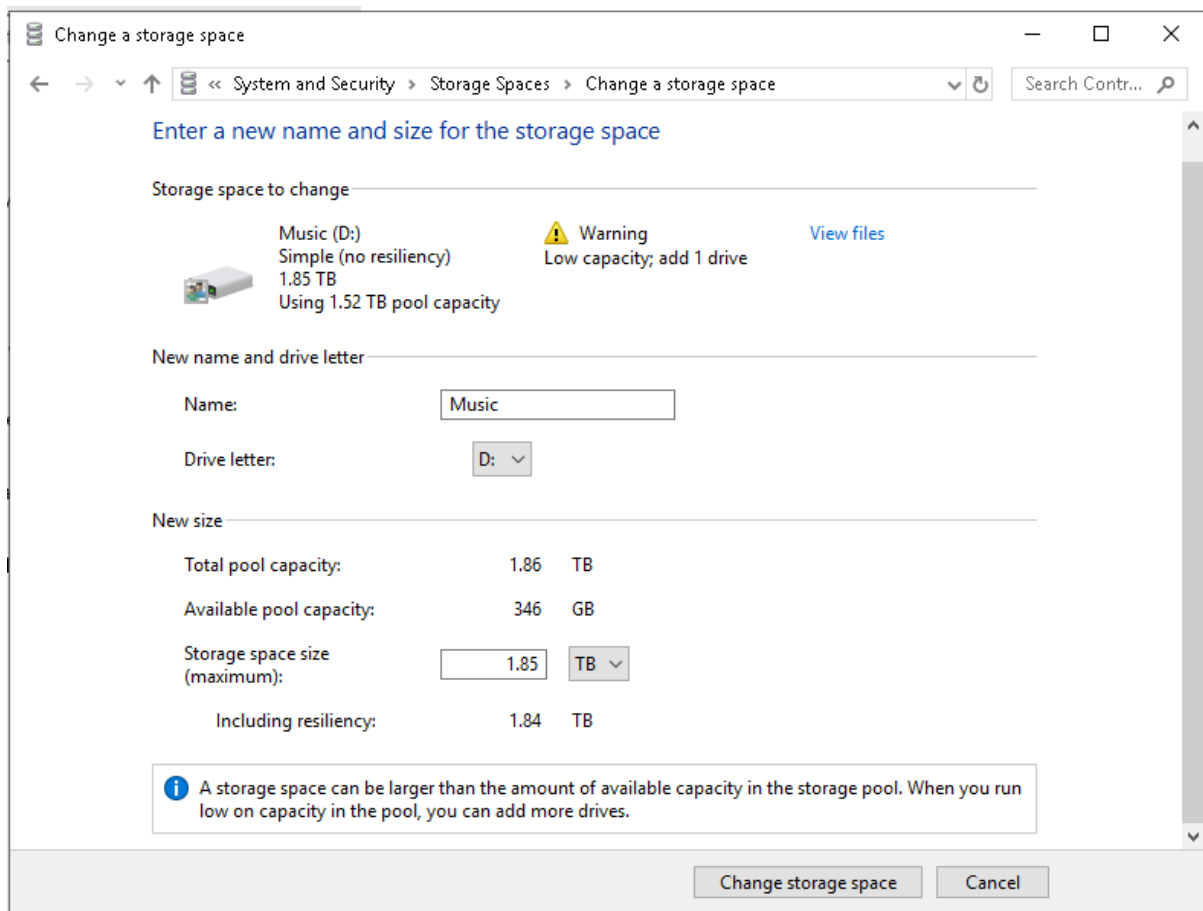 Change a storage space
« System and Security › Storage Spaces › Change a storage space
Search Contr...
Enter a new name and size for the storage space
Storage space to change
Music (D:)
Simple (no resiliency)
1.85 TB
Using 1.52 TB pool capacity
Warning
Low capacity; add 1 drive
View files
New name and drive letter
Name: Music
Drive letter: D:
New size
Total pool capacity: 1.86 TB
Available pool capacity: 346 GB
Storage space size
(maximum): 1.85 TB
Including resiliency: 1.84 TB
A storage space can be larger than the amount of available capacity in the storage pool. When you run
low on capacity in the pool, you can add more drives.
Change storage space Cancel